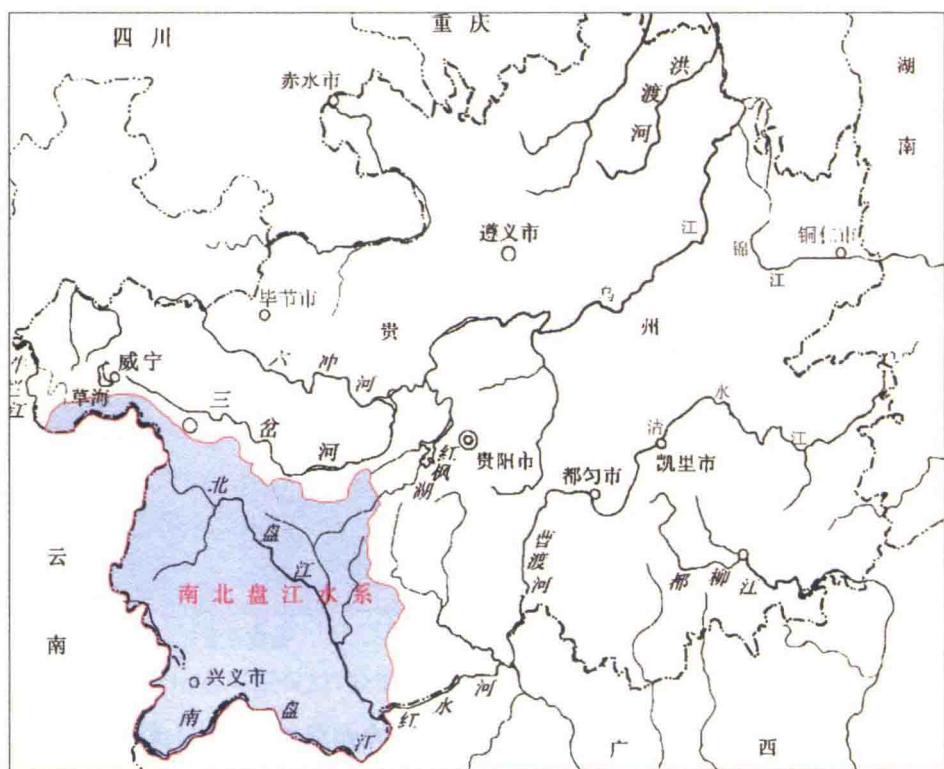 四川
重庆
湖南
赤水市
洪渡河
遵义市
乌江
锦江
铜仁市
毕节市
贵州
六冲河
威宁
草海
牛栏江
三岔河
贵阳市
红枫湖
清水江
凯里市
都匀市
曹渡河
都柳江
云南
北盘江
南北盘江水系
兴义市
南盘江
红水河
广西